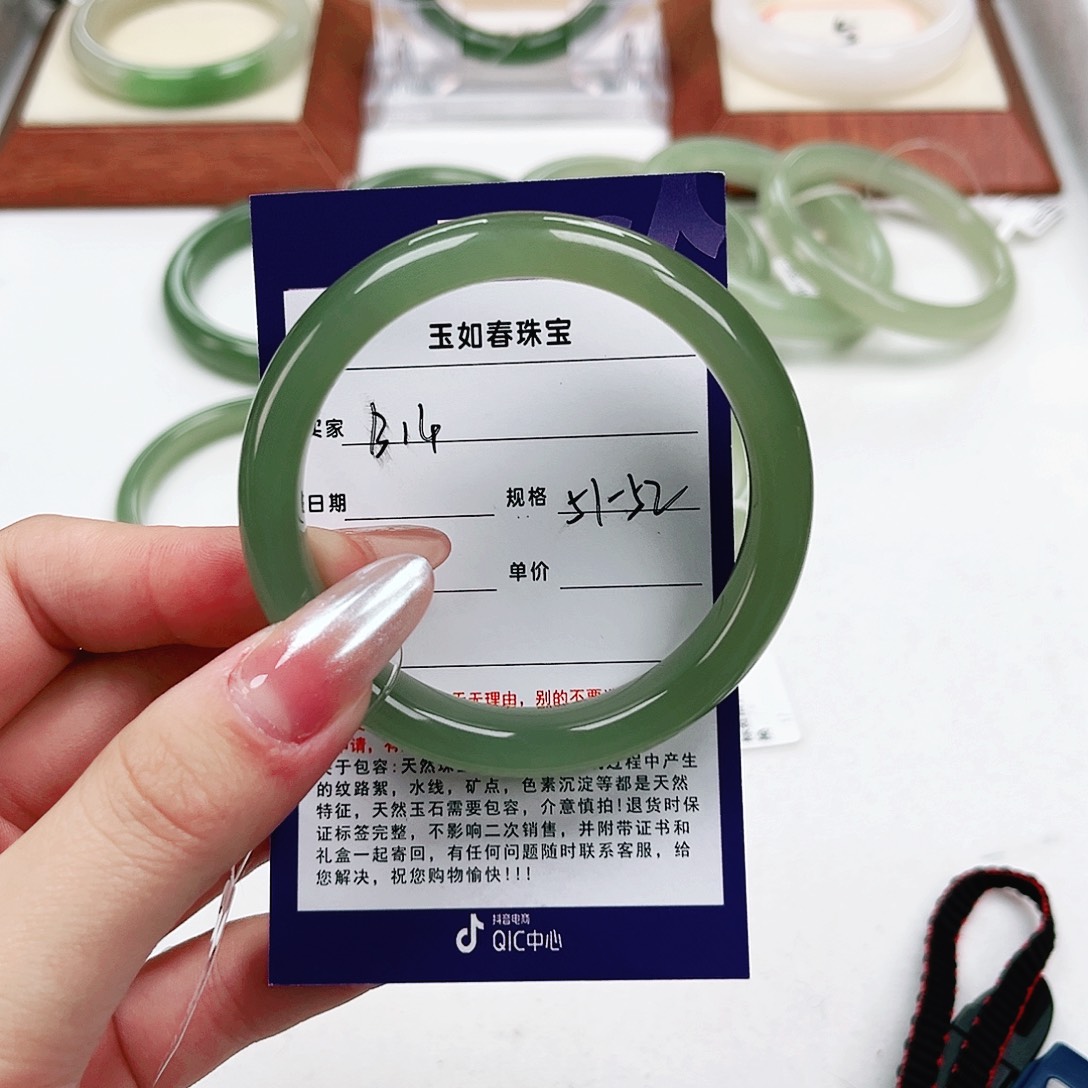 玉如春珠宝
买家 B14
日期 规格 51-52
单价
无理由，别的不要
关于包容：天然珠 过程中产生
的纹路絮，水线，矿点，色素沉淀等都是天然
特征，天然玉石需要包容，介意慎拍！退货时保
证标签完整，不影响二次销售，并附带证书和
礼盒一起寄回，有任何问题随时联系客服，给
您解决，祝您购物愉快！！！
抖音电商
QIC中心